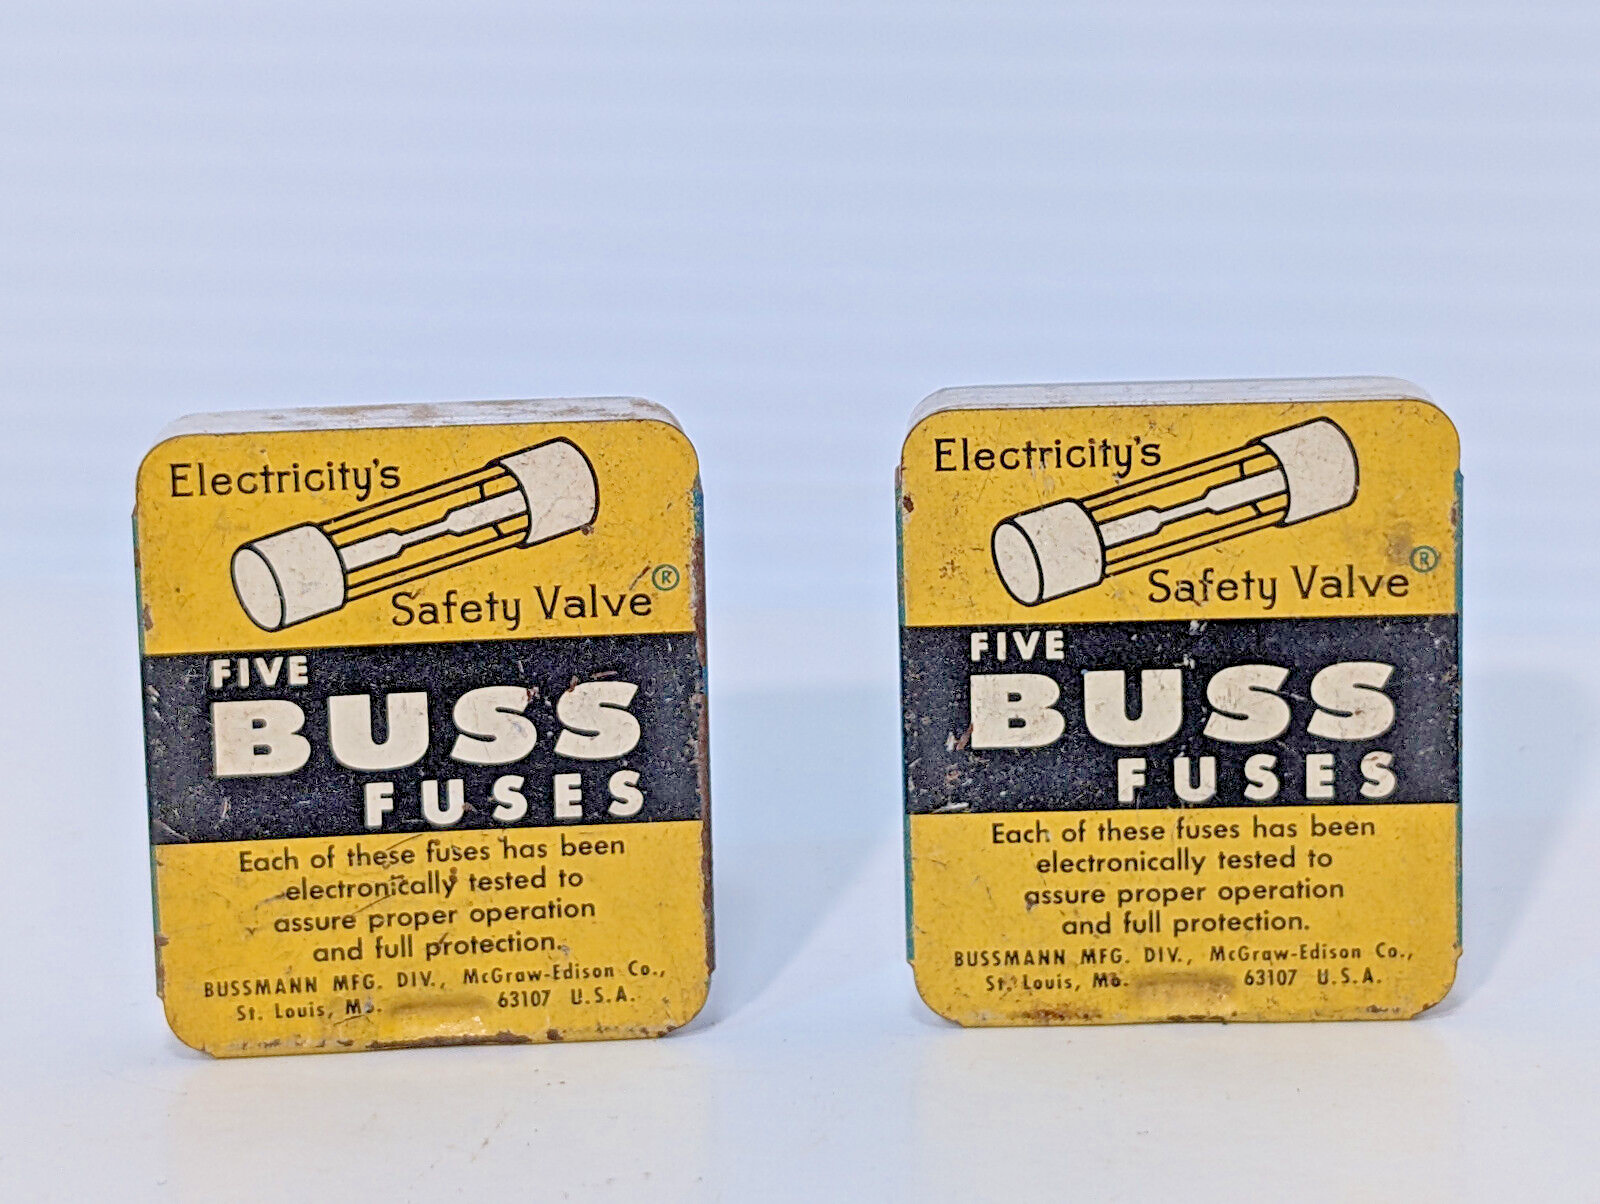 Electricity's
Safety Valve®
FIVE
BUSS
FUSES
Each of these fuses has been
electronically tested to
assure proper operation
and full protection.
BUSSMANN MFG. DIV., McGraw-Edison Co.,
St. Louis, Mo. 63107 U.S.A.
Electricity's
Safety Valve®
FIVE
BUSS
FUSES
Each of these fuses has been
electronically tested to
assure proper operation
and full protection.
BUSSMANN MFG. DIV., McGraw-Edison Co.,
St. Louis, Mo. 63107 U.S.A.